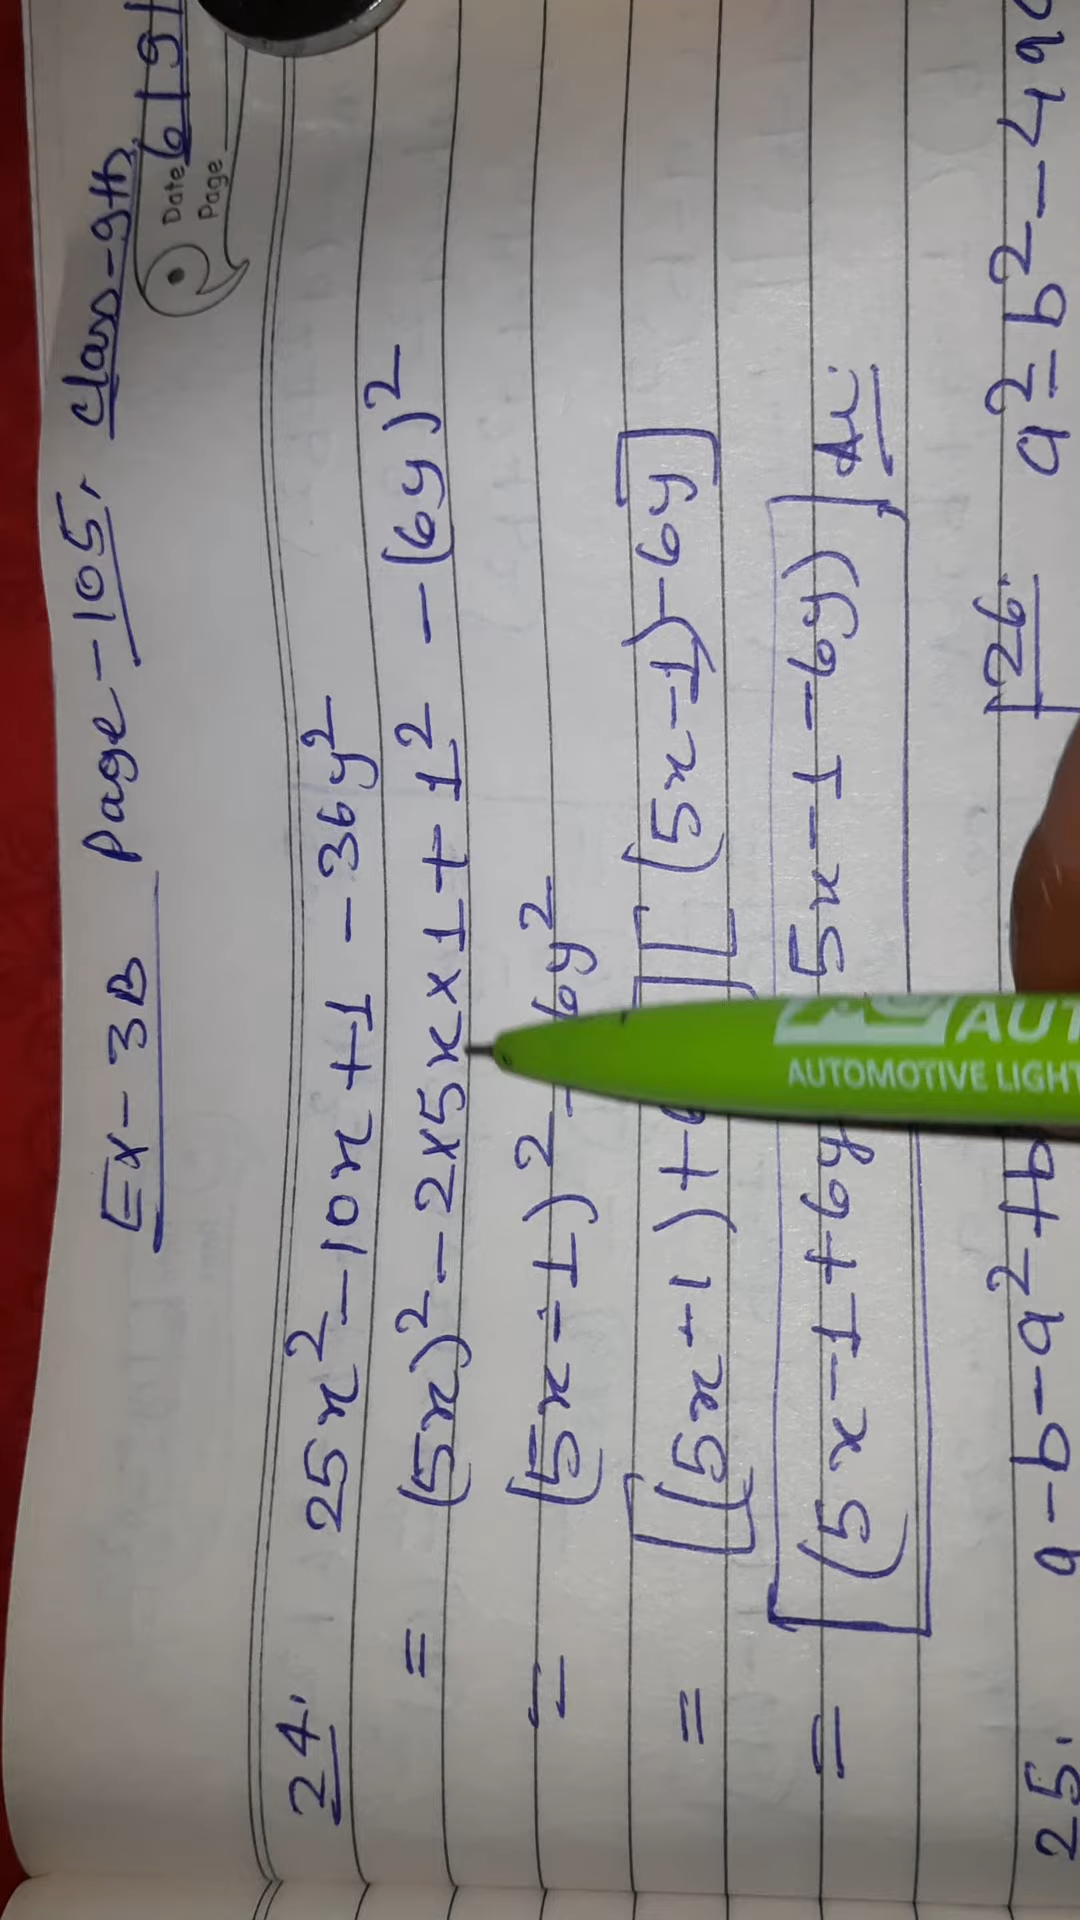 Ex-3B Page-105, Class-9th
Date 6/9/
Page
24. 25x²-10x+1-36y²
= (5x)²-2×5x×1+1²-(6y)²
= (5x-1)²-6y²
= [(5x-1)+ ][(5x-1)-6y]
= (5x-1+6y 5x-1-6y)
25. a-b-a²+b
26. a²-b²-4a
AUT
AUTOMOTIVE LIGHT